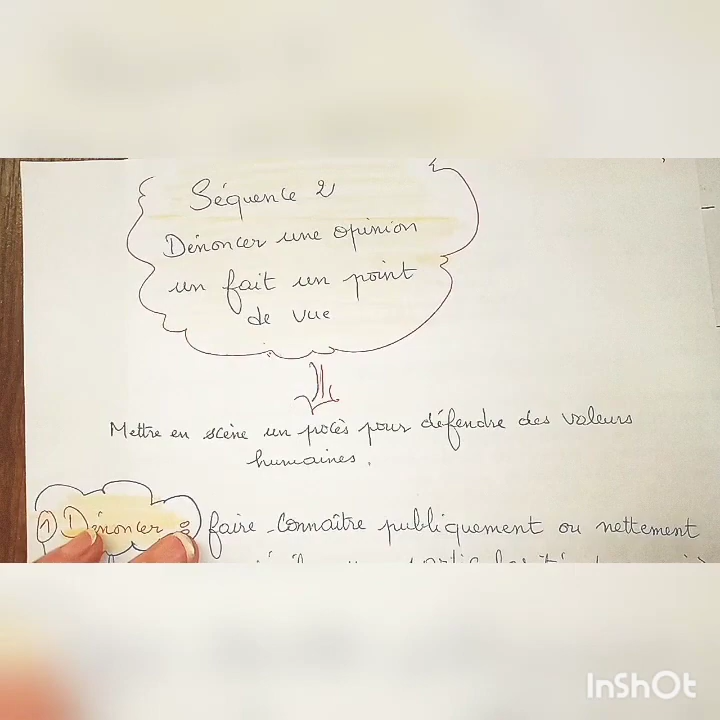 Séquence 2
Dénoncer une opinion
un fait un point
de vue
Mettre en scène un procès pour défendre des valeurs
humaines.
1 Dénoncer : faire connaître publiquement ou nettement
InShOt